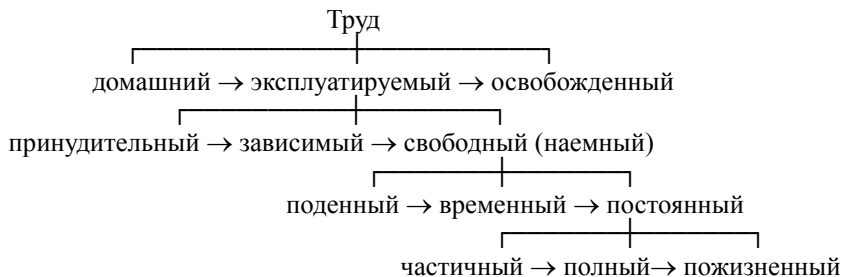 Труд
домашний → эксплуатируемый → освобожденный
принудительный → зависимый → свободный (наемный)
поденный → временный → постоянный
частичный → полный→ пожизненный